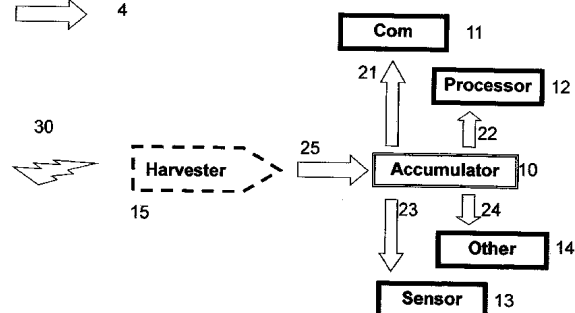 4
Com 11
21
Processor 12
30
22
25
Harvester
Accumulator 10
15
23 24
Other 14
Sensor 13